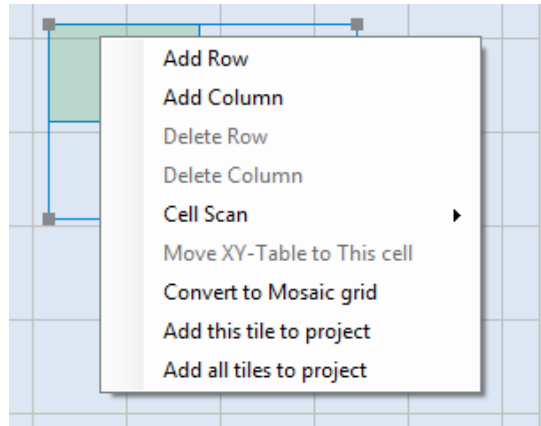 Add Row
Add Column
Delete Row
Delete Column
Cell Scan
Move XY-Table to This cell
Convert to Mosaic grid
Add this tile to project
Add all tiles to project